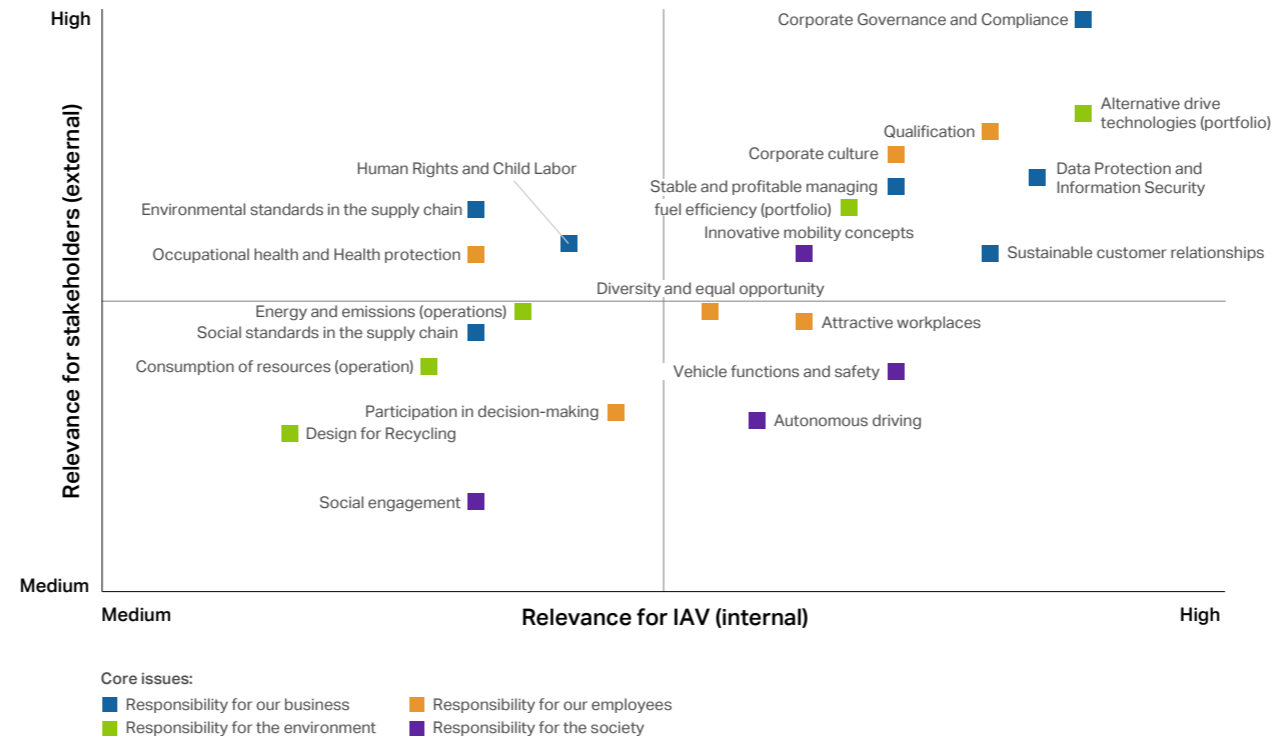 High
Corporate Governance and Compliance
Alternative drive
technologies (portfolio)
Qualification
Corporate culture
Human Rights and Child Labor
Data Protection and
Information Security
Stable and profitable managing
Environmental standards in the supply chain
fuel efficiency (portfolio)
Innovative mobility concepts
Occupational health and Health protection
Sustainable customer relationships
Diversity and equal opportunity
Energy and emissions (operations)
Attractive workplaces
Social standards in the supply chain
Consumption of resources (operation)
Vehicle functions and safety
Participation in decision-making
Autonomous driving
Design for Recycling
Social engagement
Relevance for stakeholders (external)
Medium
Medium
Relevance for IAV (internal)
High
Core issues:
Responsibility for our business
Responsibility for our employees
Responsibility for the environment
Responsibility for the society